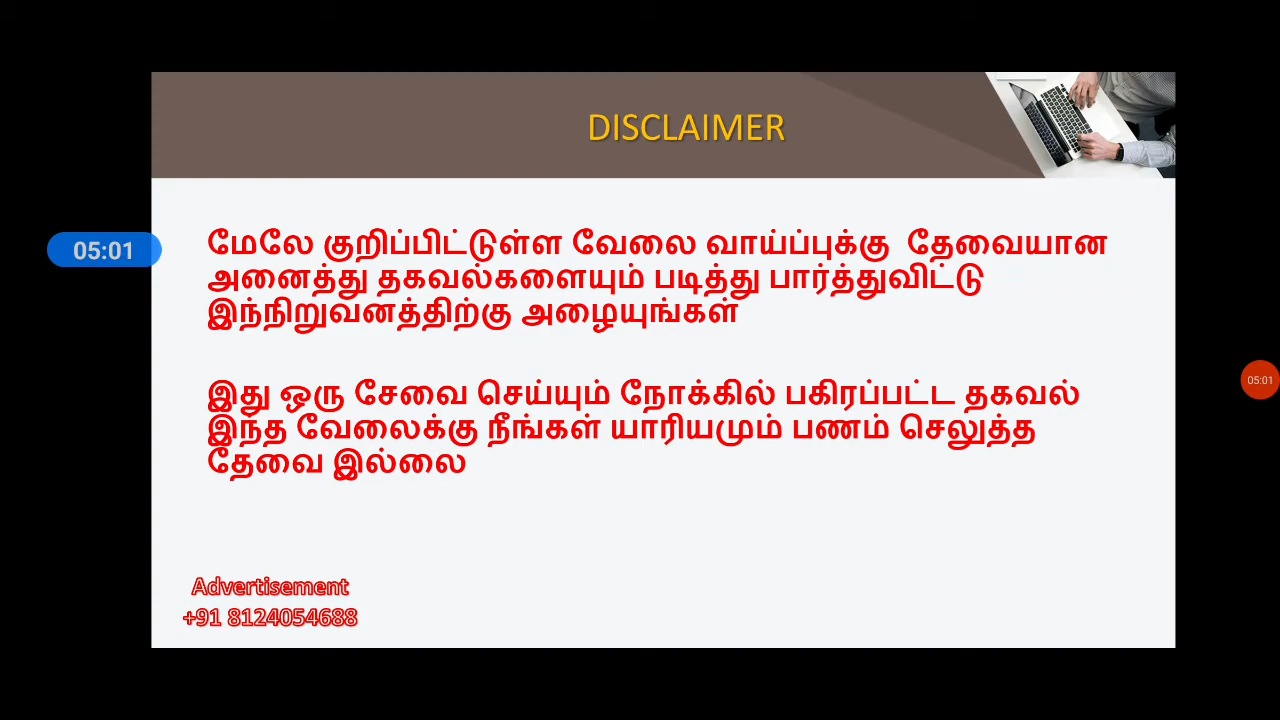 DISCLAIMER
மேலே குறிப்பிட்டுள்ள வேலை வாய்ப்புக்கு தேவையான
அனைத்து தகவல்களையும் படித்து பார்த்துவிட்டு
இந்நிறுவனத்திற்கு அழையுங்கள்
05:01
05:01
இது ஒரு சேவை செய்யும் நோக்கில் பகிரப்பட்ட தகவல்
இந்த வேலைக்கு நீங்கள் யாரியமும் பணம் செலுத்த
தேவை இல்லை
Advertisement
+91 8124054688